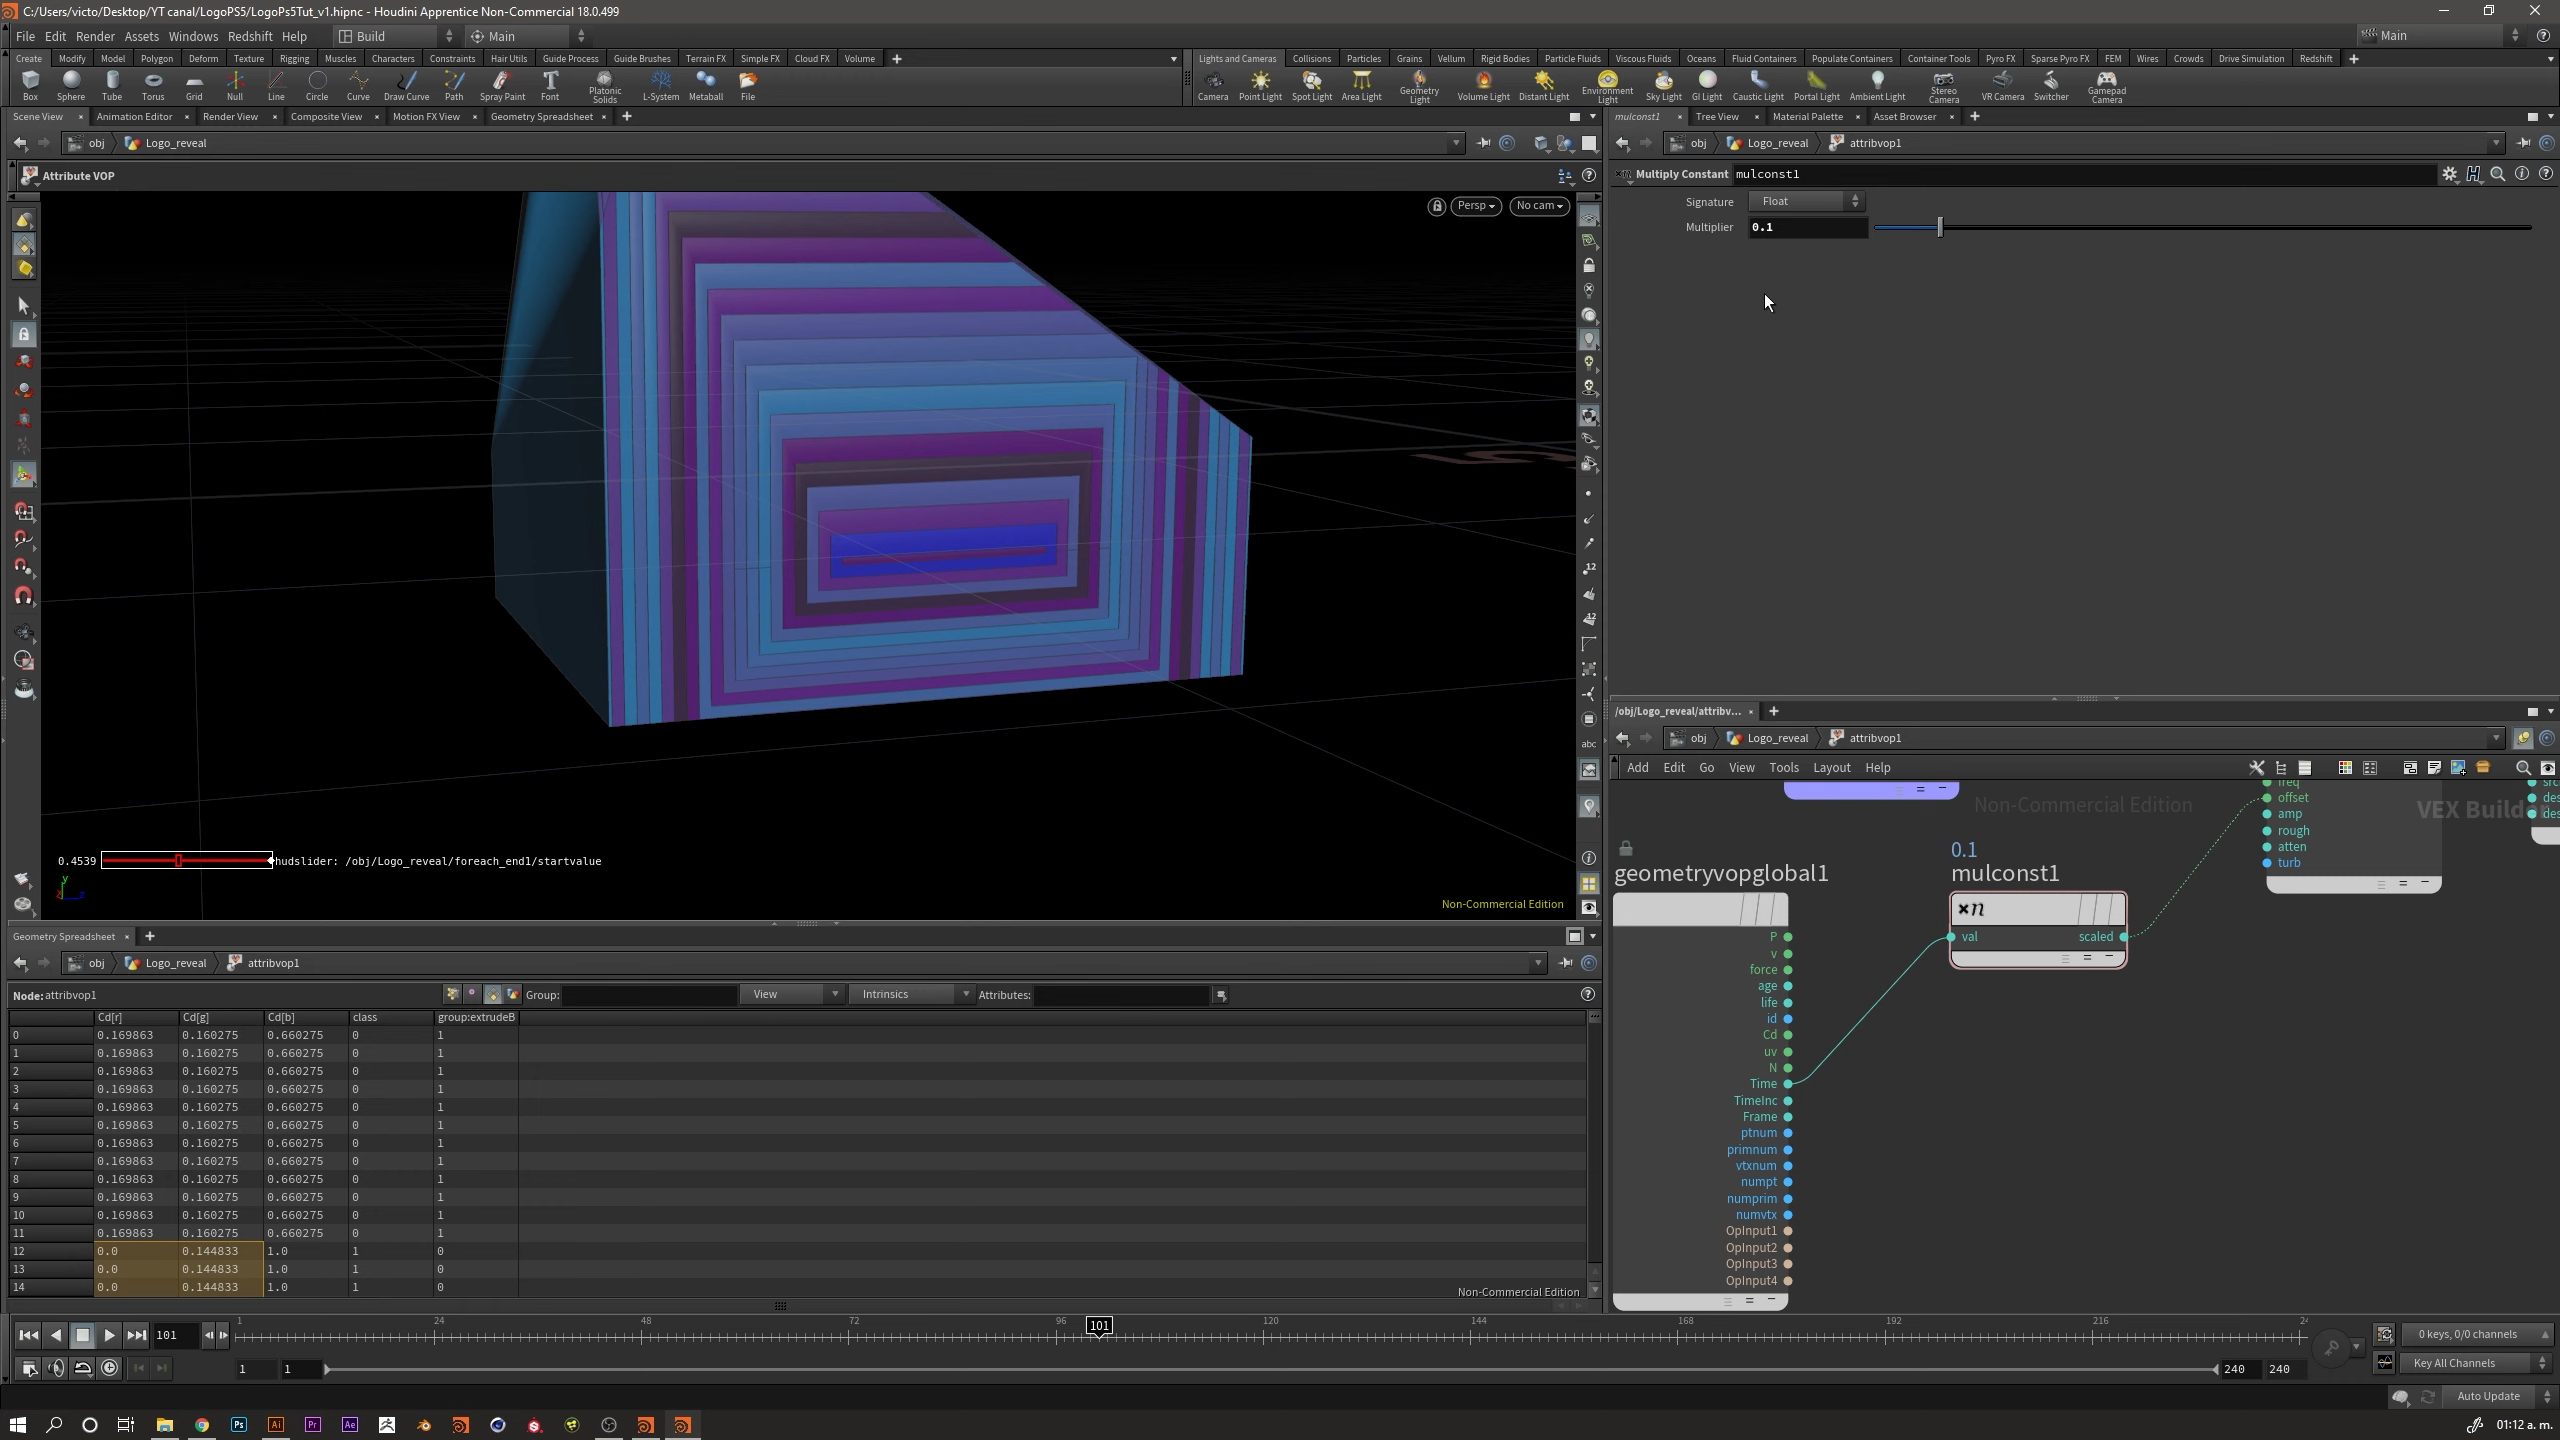 C:/Users/victo/Desktop/YT canal/LogoPS5/LogoPs5Tut_v1.hipnc - Houdini Apprentice Non-Commercial 18.0.499
File Edit Render Assets Windows Redshift Help Build Main Main
Create Modify Model Polygon Deform Texture Rigging Muscles Characters Constraints Hair Utils Guide Process Guide Brushes Terrain FX Simple FX Cloud FX Volume
Lights and Cameras Collisions Particles Grains Vellum Rigid Bodies Particle Fluids Viscous Fluids Oceans Fluid Containers Populate Containers Container Tools Pyro FX Sparse Pyro FX FEM Wires Crowds Drive Simulation Redshift
Box Sphere Tube Torus Grid Null Line Circle Curve Draw Curve Path Spray Paint Font Platonic Solids L-System Metaball File
Camera Point Light Spot Light Area Light Geometry Light Volume Light Distant Light Environment Light Sky Light GI Light Caustic Light Portal Light Ambient Light Stereo Camera VR Camera Switcher Gamepad Camera
Scene View Animation Editor Render View Composite View Motion FX View Geometry Spreadsheet
mulconst1 Tree View Material Palette Asset Browser
obj Logo_reveal
obj Logo_reveal attribvop1
Attribute VOP
Multiply Constant mulconst1
Signature Float
Multiplier 0.1
Persp No cam
0.4539 hudslider: /obj/Logo_reveal/foreach_end1/startvalue
Non-Commercial Edition
/obj/Logo_reveal/attribv...
obj Logo_reveal attribvop1
Add Edit Go View Tools Layout Help
Non-Commercial Edition
offset
amp
rough
atten
turb
0.1
mulconst1
×n
val scaled
geometryvopglobal1
P
v
force
age
life
id
Cd
uv
N
Time
TimeInc
Frame
ptnum
primnum
vtxnum
numpt
numprim
numvtx
OpInput1
OpInput2
OpInput3
OpInput4
Geometry Spreadsheet
obj Logo_reveal attribvop1
Node: attribvop1 Group: View Intrinsics Attributes:
Cd[r] Cd[g] Cd[b] class group:extrudeB
0 0.169863 0.160275 0.660275 0 1
1 0.169863 0.160275 0.660275 0 1
2 0.169863 0.160275 0.660275 0 1
3 0.169863 0.160275 0.660275 0 1
4 0.169863 0.160275 0.660275 0 1
5 0.169863 0.160275 0.660275 0 1
6 0.169863 0.160275 0.660275 0 1
7 0.169863 0.160275 0.660275 0 1
8 0.169863 0.160275 0.660275 0 1
9 0.169863 0.160275 0.660275 0 1
10 0.169863 0.160275 0.660275 0 1
11 0.169863 0.160275 0.660275 0 1
12 0.0 0.144833 1.0 1 0
13 0.0 0.144833 1.0 1 0
14 0.0 0.144833 1.0 1 0
Non-Commercial Edition
101 1 24 48 72 96 101 120 144 168 192 216
0 keys, 0/0 channels
1 1 240 240 Key All Channels
Auto Update
01:12 a. m.